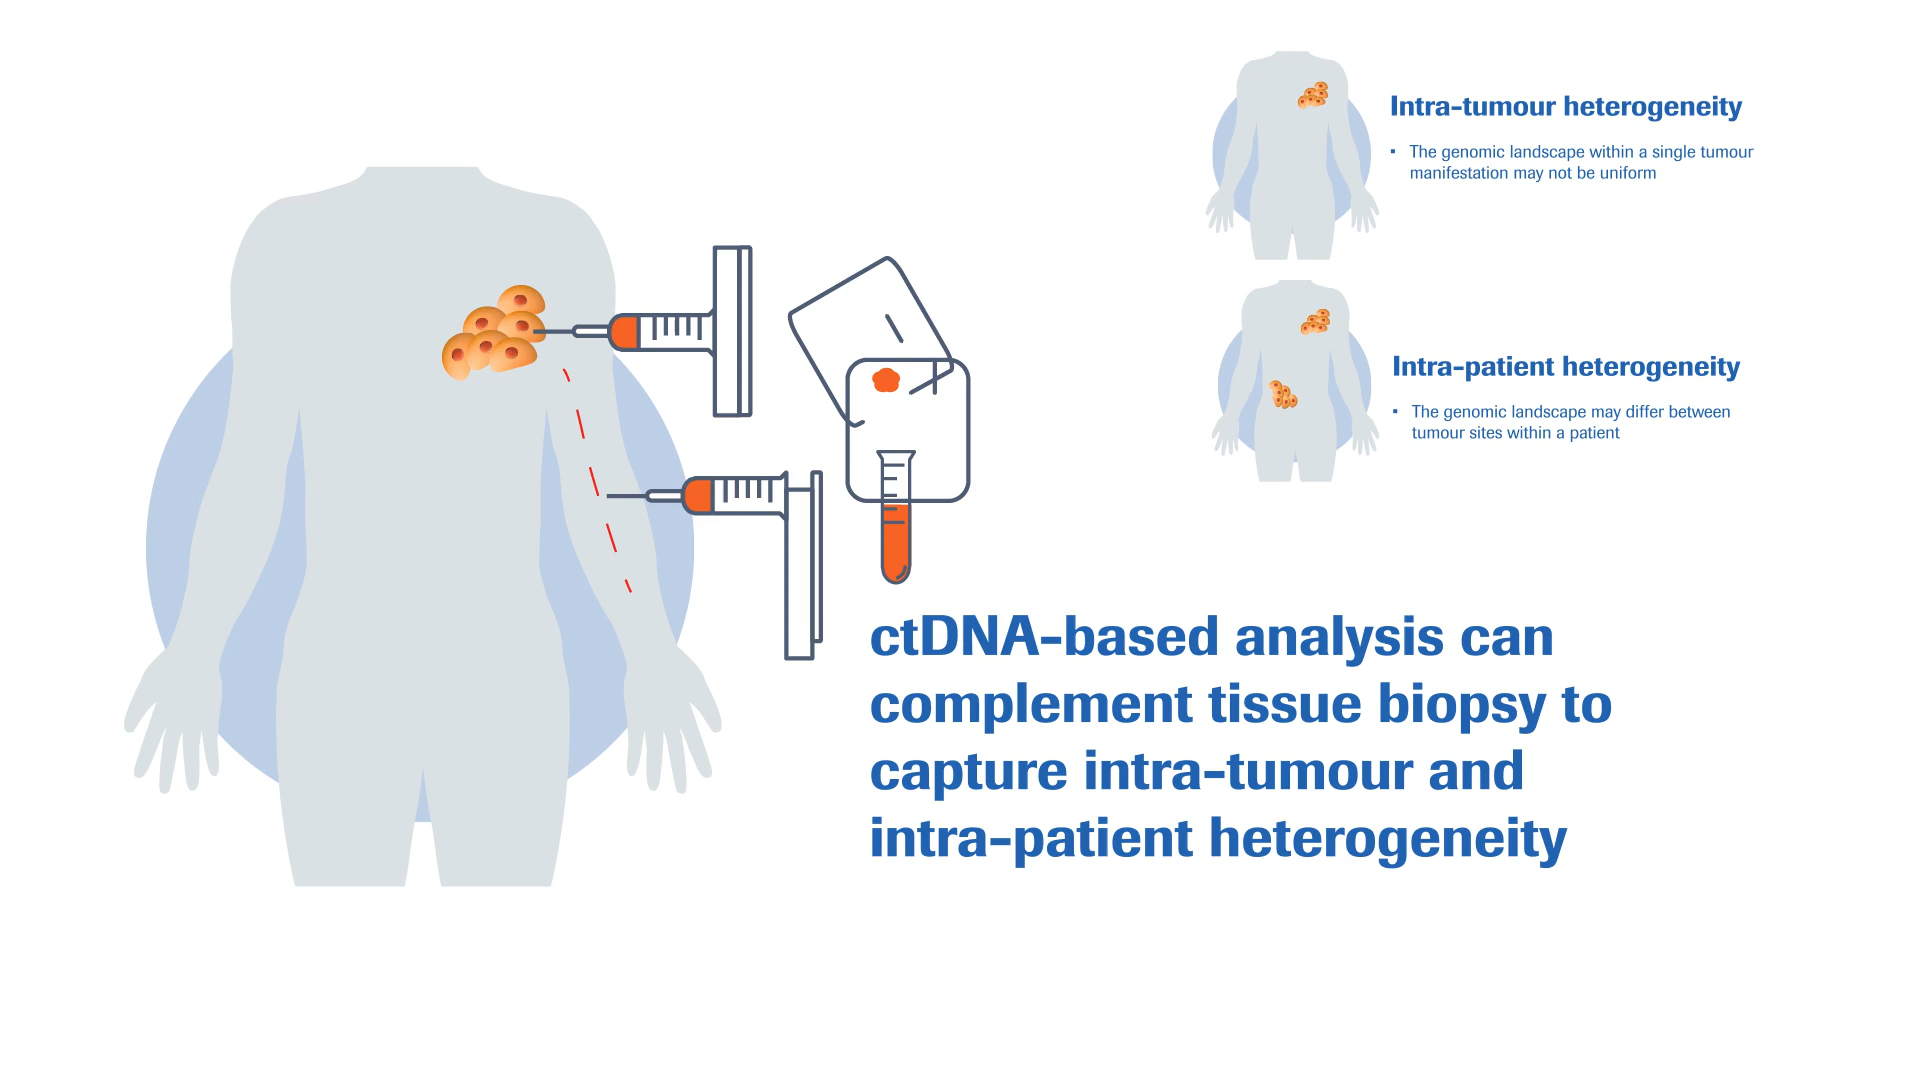 Intra-tumour heterogeneity
▪ The genomic landscape within a single tumour
manifestation may not be uniform
Intra-patient heterogeneity
▪ The genomic landscape may differ between
tumour sites within a patient
ctDNA-based analysis can
complement tissue biopsy to
capture intra-tumour and
intra-patient heterogeneity